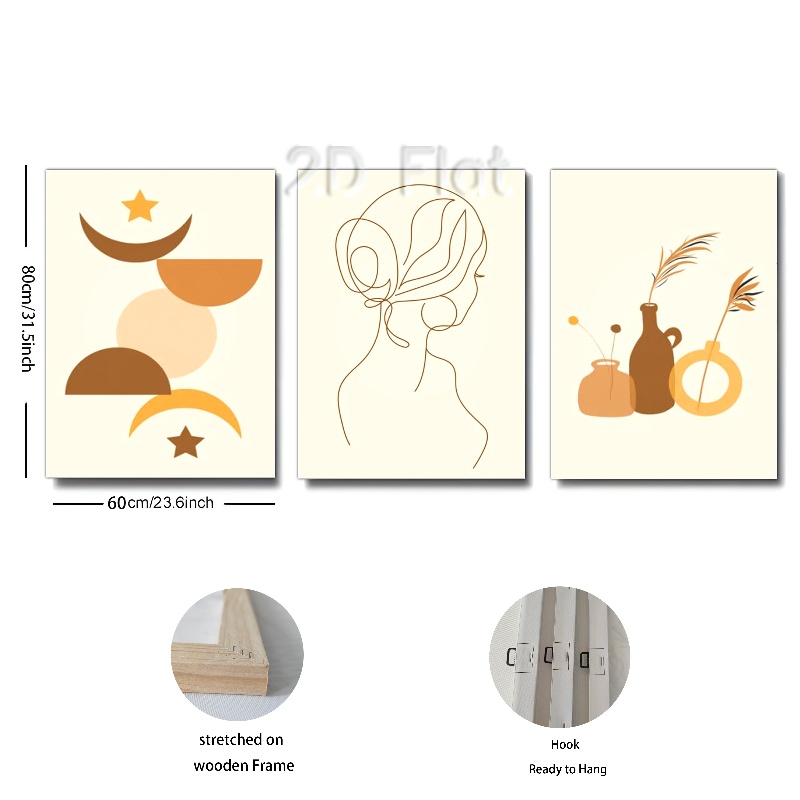 2D Flat
80cm/31.5inch
60cm/23.6inch
stretched on
wooden Frame
Hook
Ready to Hang